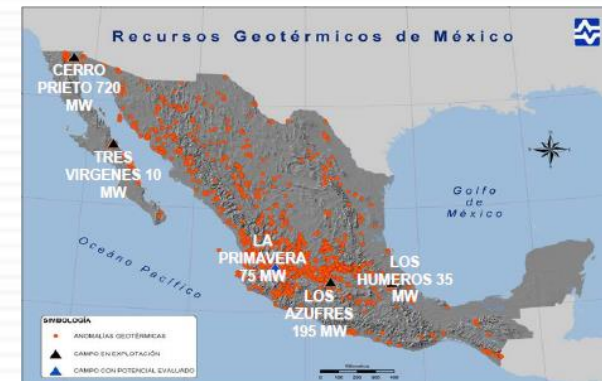 Recursos Geotérmicos de México
CERRO
PRIETO 720
MW
TRES
VIRGENES 10
MW
Golfo
de
México
Océano Pacífico
LA
PRIMAVERA
75 MW
LOS
HUMEROS 35
MW
LOS
AZUFRES
195 MW
SIMBOLOGÍA
ANOMALÍAS GEOTÉRMICAS
CAMPO EN EXPLOTACIÓN
CAMPO CON POTENCIAL EVALUADO